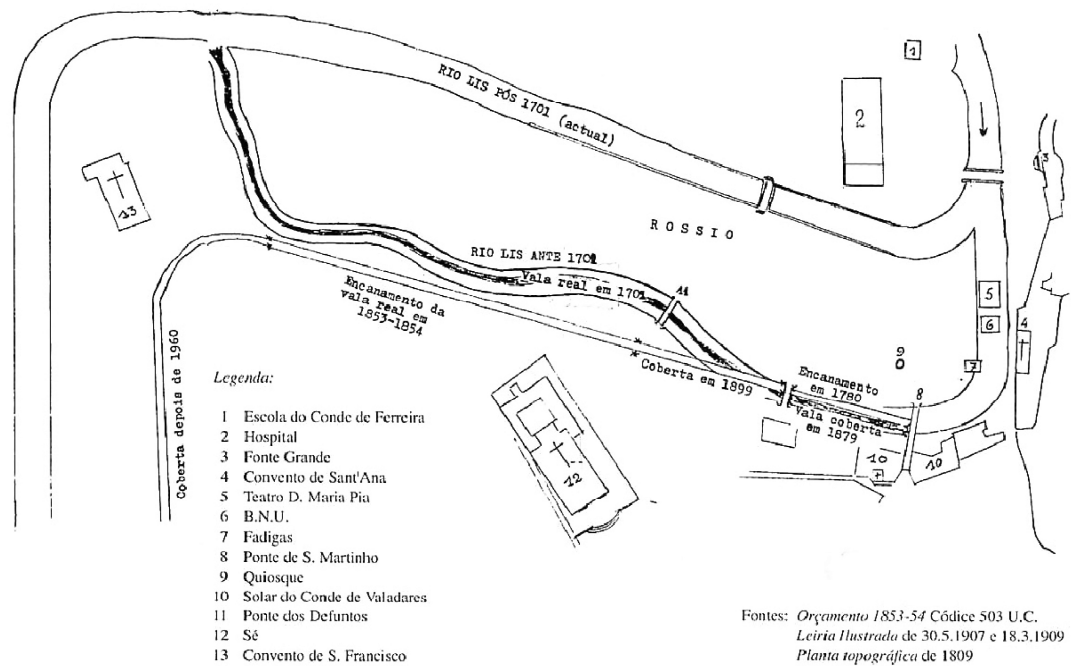 1
RIO LIS PÓS 1701 (actual)
2
3
13
ROSSIO
RIO LIS ANTE 1701
Vala real em 1701
11
Encanamento da
vala real em
1853-1854
5
6
4
9
7
Coberta em 1899
Encanamento
em 1780
8
Vala coberta
em 1879
10
10
12
Coberta depois de 1960
Legenda:
1 Escola do Conde de Ferreira
2 Hospital
3 Fonte Grande
4 Convento de Sant'Ana
5 Teatro D. Maria Pia
6 B.N.U.
7 Fadigas
8 Ponte de S. Martinho
9 Quiosque
10 Solar do Conde de Valadares
11 Ponte dos Defuntos
12 Sé
13 Convento de S. Francisco
Fontes: Orçamento 1853-54 Códice 503 U.C.
Leiria Ilustrada de 30.5.1907 e 18.3.1909
Planta topográfica de 1809